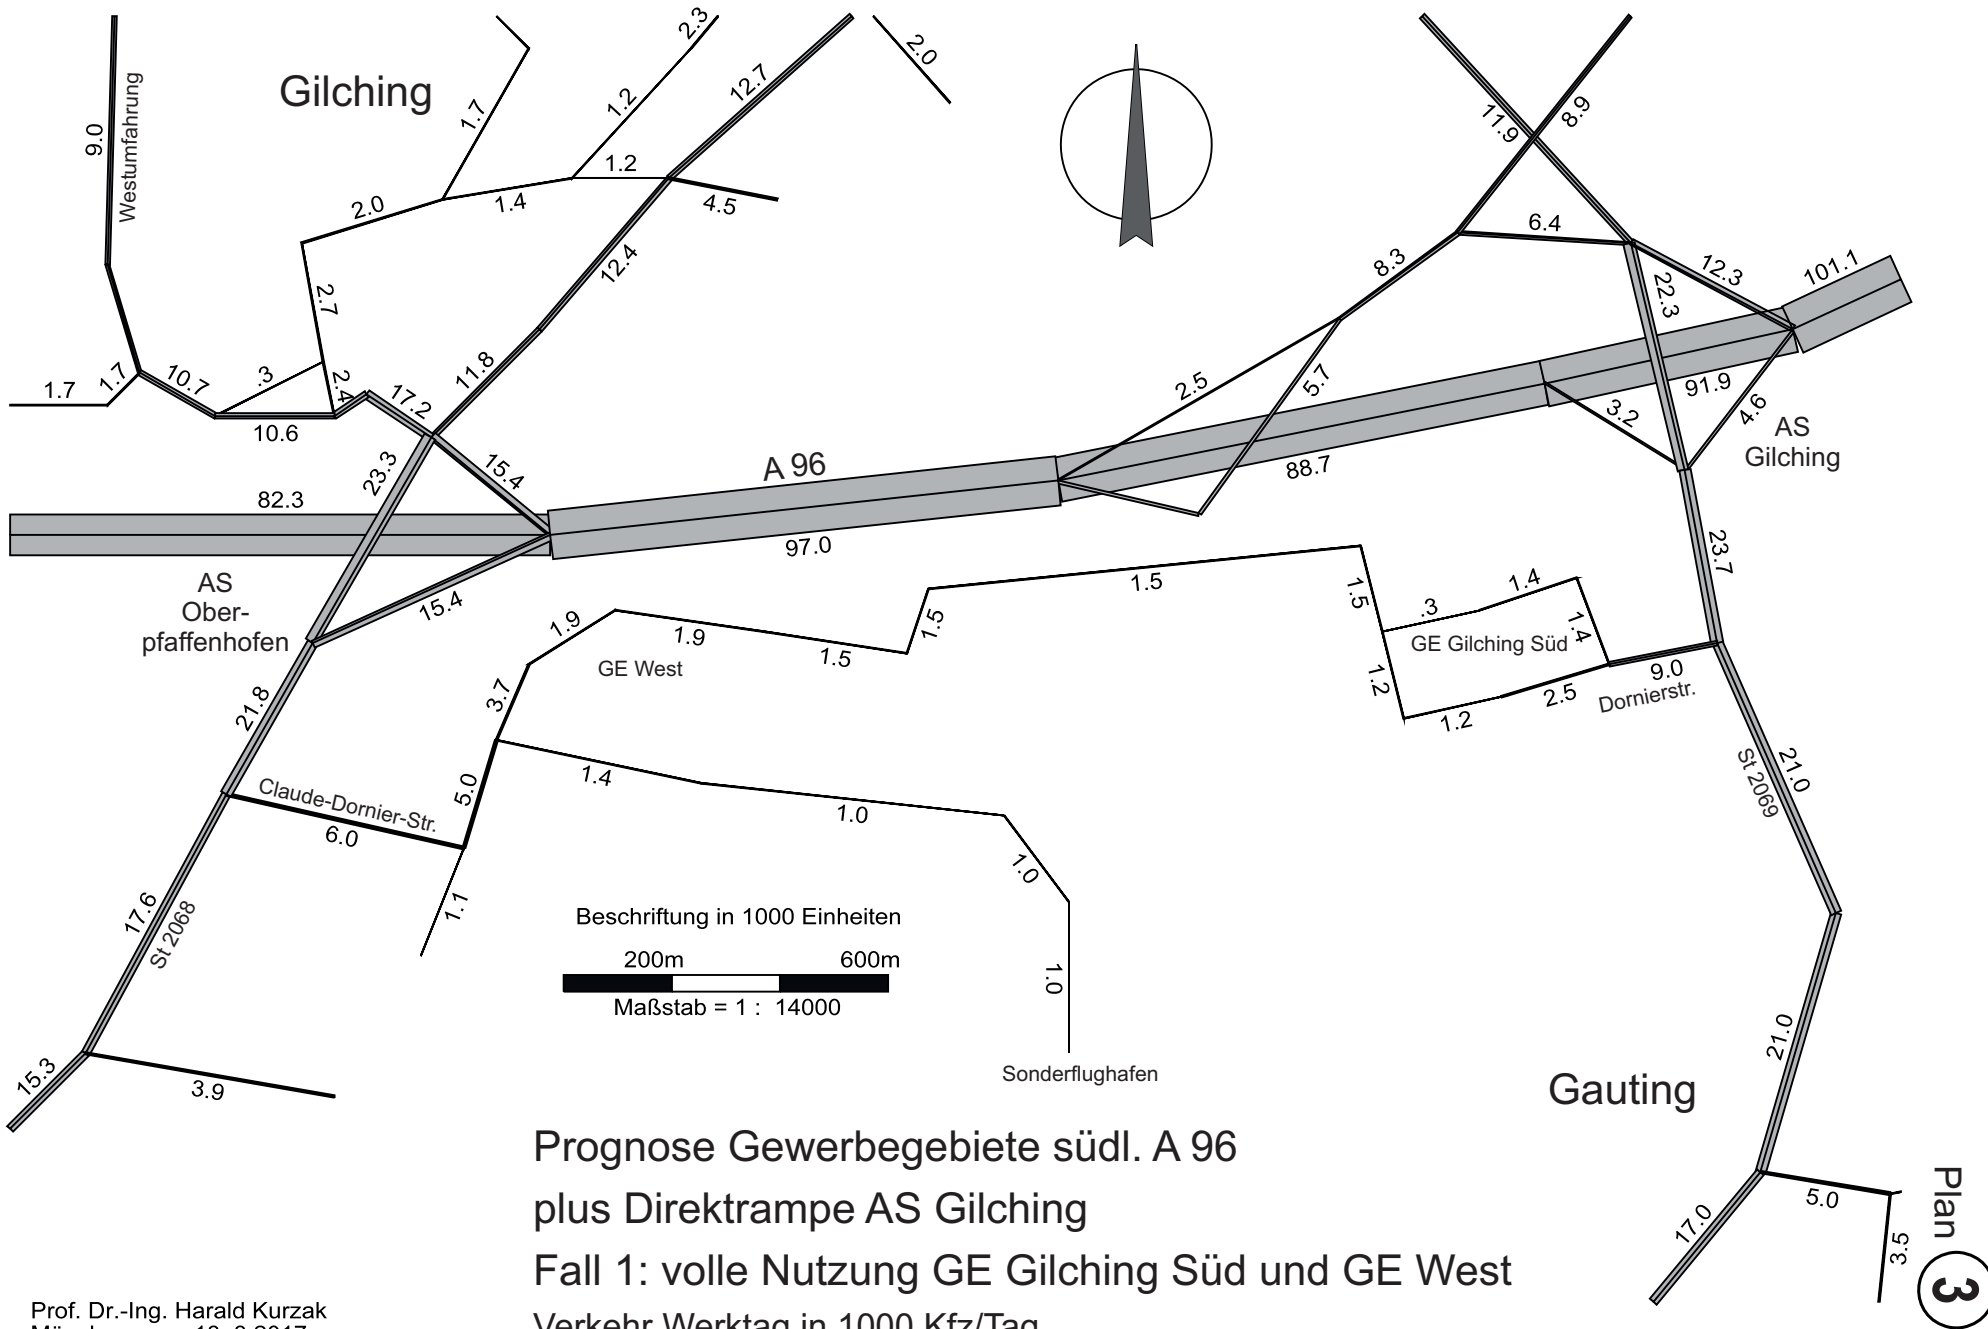 Gilching
9.0
Westumfahrung
1.7
2.3
1.2
12.7
2.0
1.2
1.4
2.0
4.5
12.4
2.7
11.8
1.7
1.7
10.7
.3
2.4
17.2
10.6
23.3
15.4
82.3
A 96
97.0
15.4
AS
Ober-
pfaffenhofen
21.8
Claude-Dornier-Str.
6.0
5.0
3.7
1.9
1.9
GE West
1.5
1.5
1.5
1.4
1.0
1.0
1.0
Sonderflughafen
1.1
17.6
St 2068
15.3
3.9
11.9
8.9
6.4
8.3
12.3
101.1
22.3
2.5
5.7
88.7
3.2
91.9
4.6
AS
Gilching
23.7
1.5
.3
1.4
1.4
GE Gilching Süd
1.2
1.2
2.5
9.0
Dornierstr.
21.0
St 2069
21.0
Gauting
17.0
5.0
3.5
Beschriftung in 1000 Einheiten
200m 600m
Maßstab = 1 : 14000
Prognose Gewerbegebiete südl. A 96
plus Direktrampe AS Gilching
Fall 1: volle Nutzung GE Gilching Süd und GE West
Verkehr Werktag in 1000 Kfz/Tag
Plan 3
Prof. Dr.-Ing. Harald Kurzak